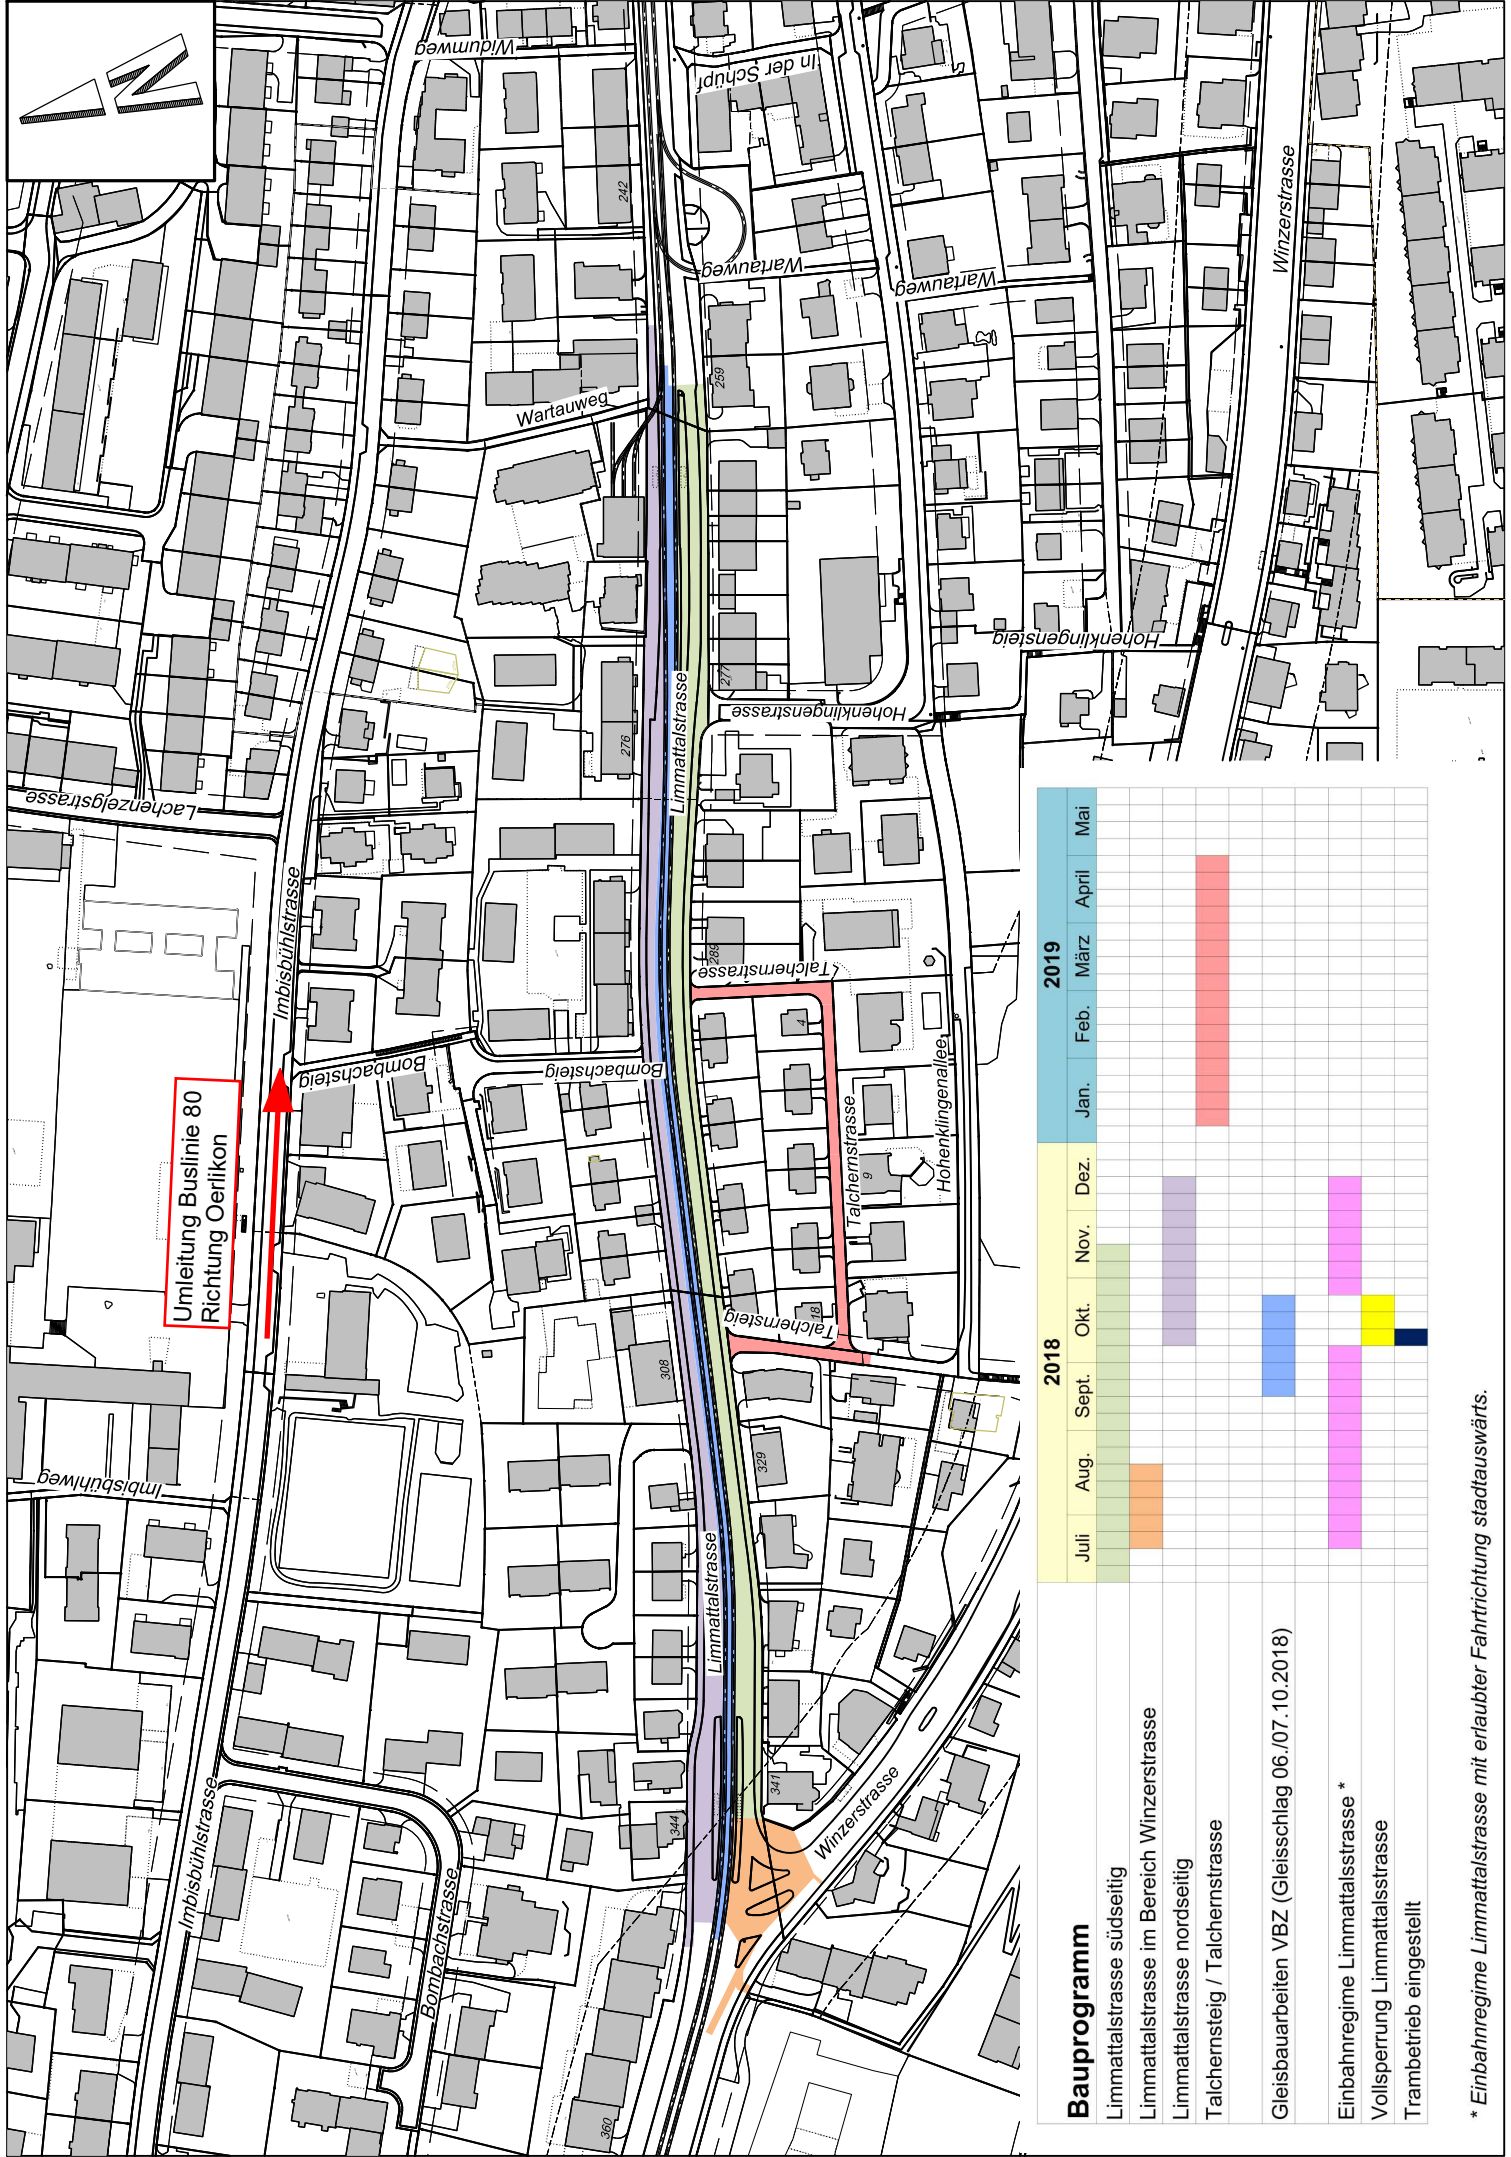 N
Umleitung Buslinie 80
Richtung Oerlikon
Imbisbühlstrasse
Imbisbühlstrasse
Imbisbühlweg
Lachenzelgstrasse
Widumweg
Bombachstrasse
Bombachsteig
Bombachsteig
Wartauweg
Wartauweg
Wartauweg
In der Schüpf
Limmattalstrasse
Limmattalstrasse
Hohenklingenstrasse
Hohenklingensteig
Hohenklingenallee
Talchernstrasse
Talchernstrasse
Talchernsteig
Winzerstrasse
Winzerstrasse
360
344
308
276
242
341
329
289
277
259
18
9
4
Bauprogramm
2018
2019
Juli Aug. Sept. Okt. Nov. Dez. Jan. Feb. März April Mai
Limmattalstrasse südseitig
Limmattalstrasse im Bereich Winzerstrasse
Limmattalstrasse nordseitig
Talchernsteig / Talchernstrasse
Gleisbauarbeiten VBZ (Gleisschlag 06./07.10.2018)
Einbahnregime Limmattalsstrasse *
Vollsperrung Limmattalsstrasse
Trambetrieb eingestellt
* Einbahnregime Limmattalstrasse mit erlaubter Fahrtrichtung stadtauswärts.